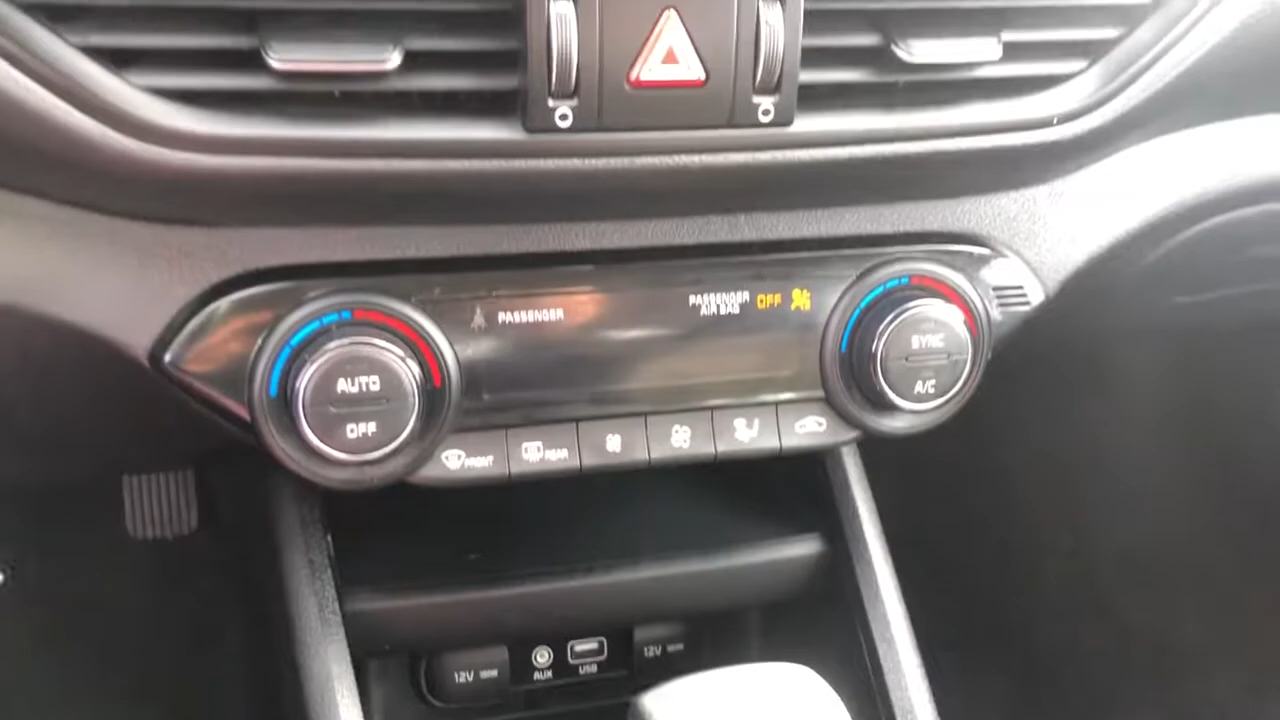 PASSENGER
PASSENGER AIR BAG OFF
AUTO
OFF
SYNC
A/C
FRONT
REAR
12V
AUX
USB
12V